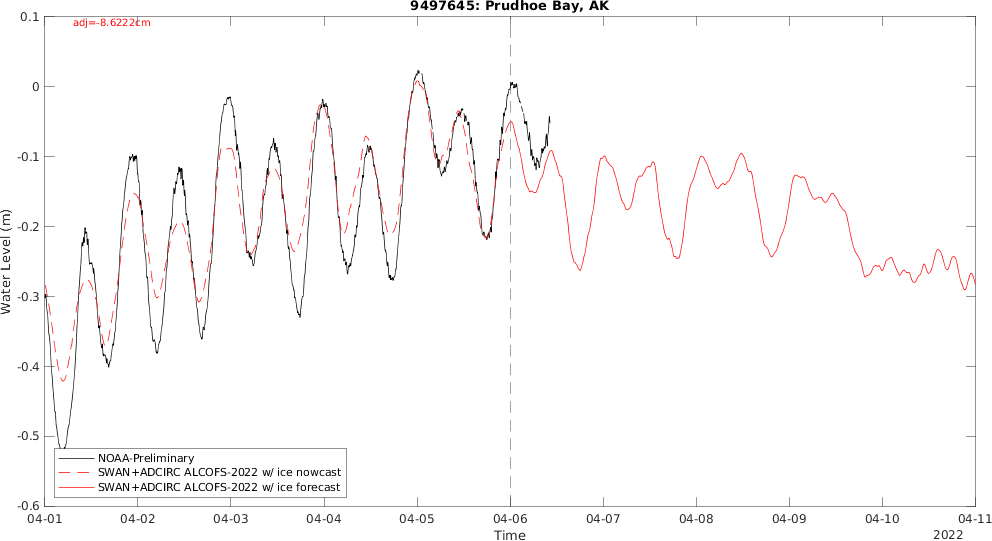 9497645: Prudhoe Bay, AK
adj=-8.6222cm
0.1
0
-0.1
-0.2
-0.3
-0.4
-0.5
-0.6
Water Level (m)
NOAA-Preliminary
SWAN+ADCIRC ALCOFS-2022 w/ ice nowcast
SWAN+ADCIRC ALCOFS-2022 w/ ice forecast
04-01 04-02 04-03 04-04 04-05 04-06 04-07 04-08 04-09 04-10 04-11
Time
2022